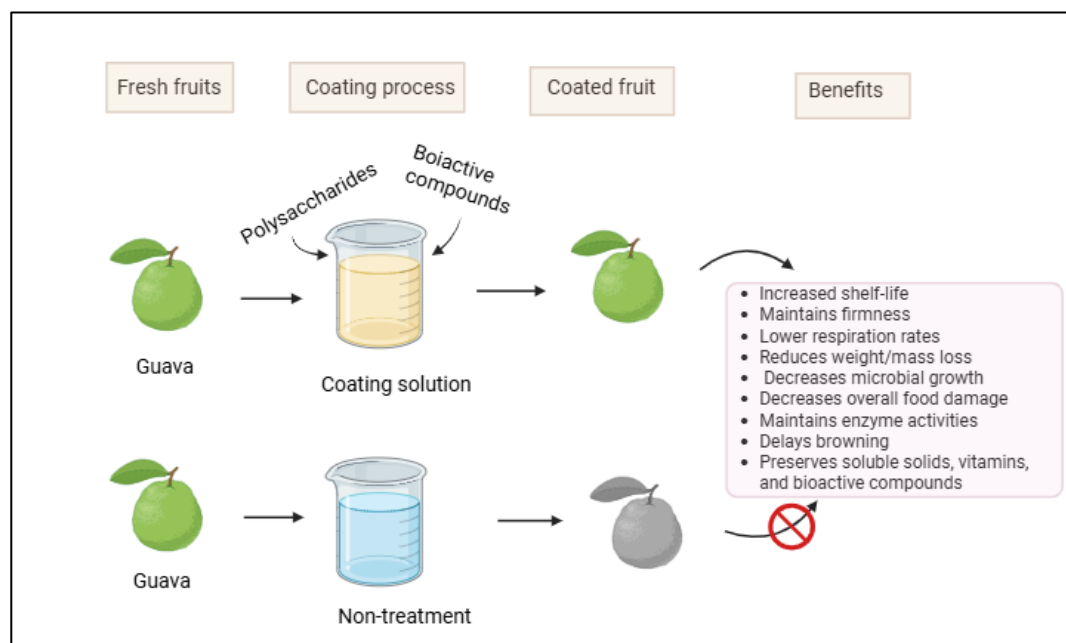 Fresh fruits
Coating process
Coated fruit
Benefits
Polysaccharides
Boiactive
compounds
Guava
Coating solution
• Increased shelf-life
• Maintains firmness
• Lower respiration rates
• Reduces weight/mass loss
• Decreases microbial growth
• Decreases overall food damage
• Maintains enzyme activities
• Delays browning
• Preserves soluble solids, vitamins,
and bioactive compounds
Guava
Non-treatment